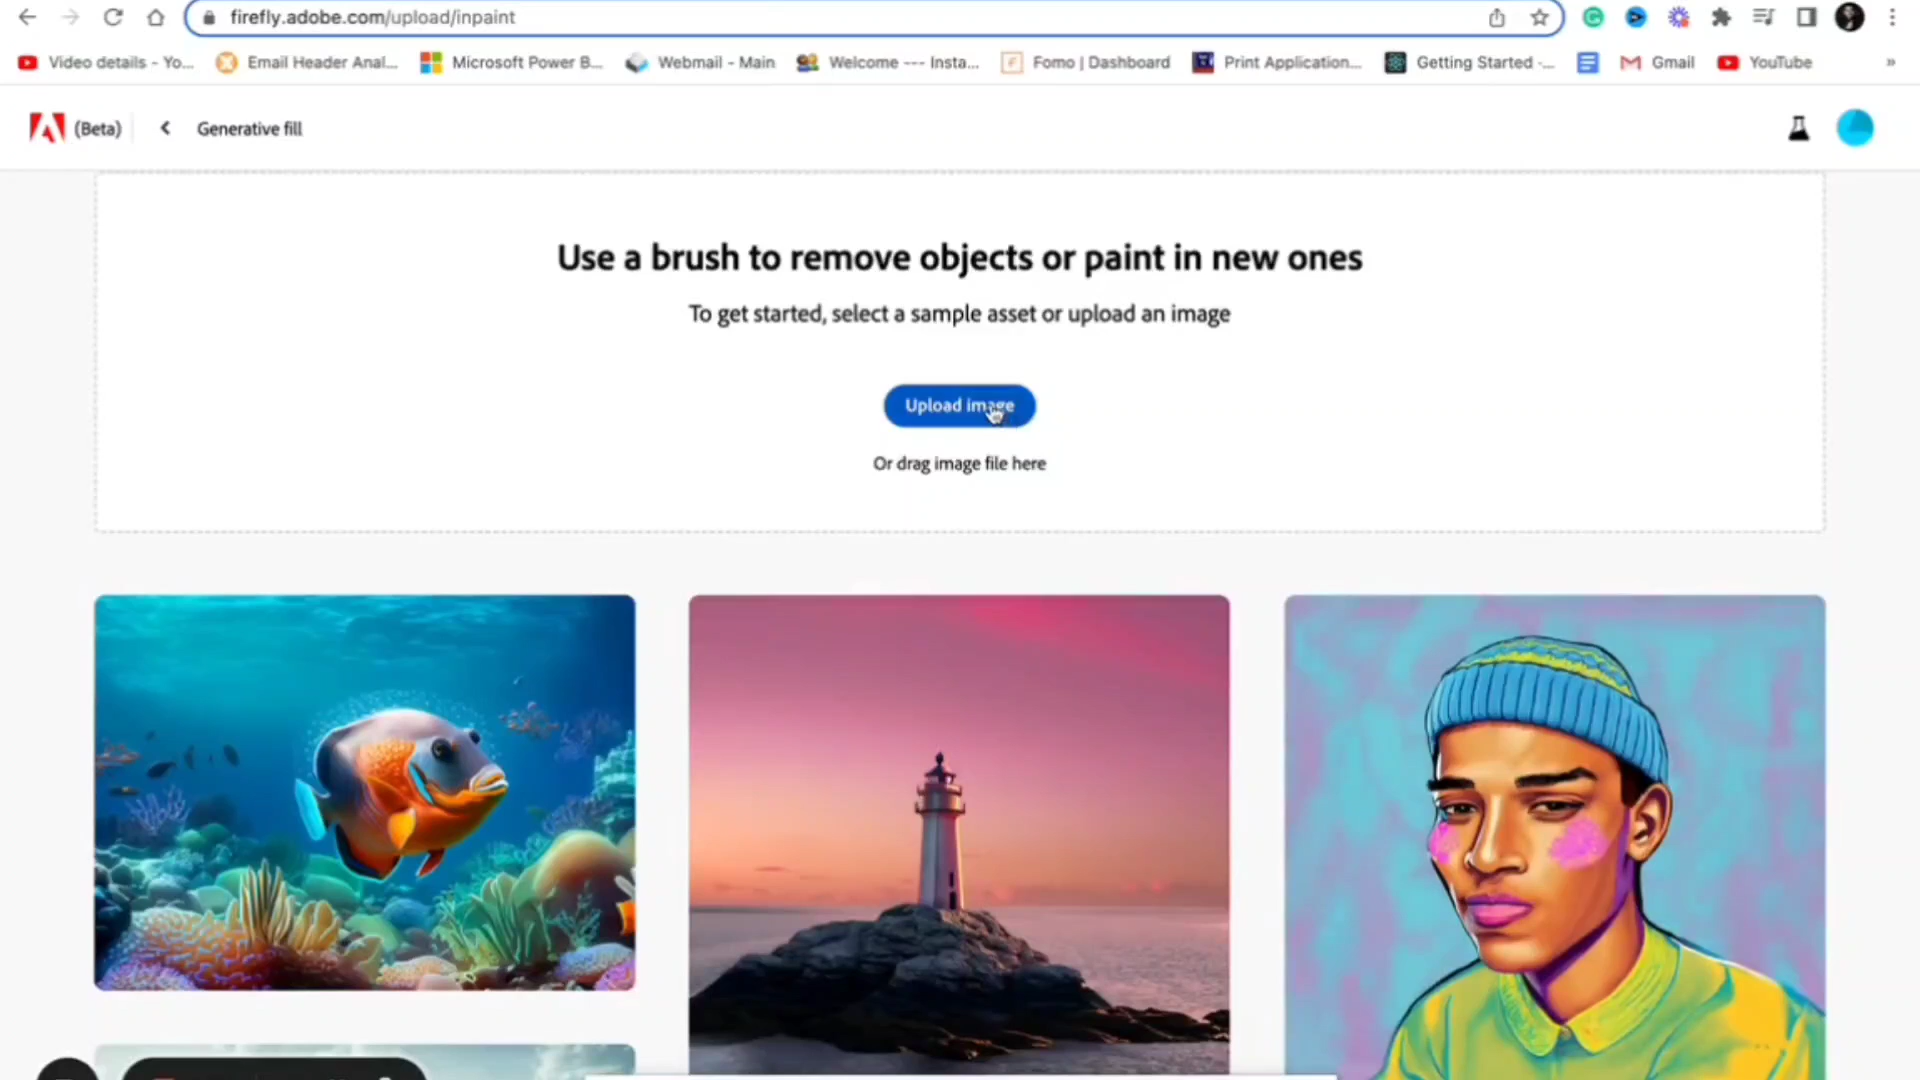 firefly.adobe.com/upload/inpaint
Video details - Yo... Email Header Anal... Microsoft Power B... Webmail - Main Welcome --- Insta... Fomo | Dashboard Print Application... Getting Started -... Gmail YouTube »
(Beta) Generative fill
Use a brush to remove objects or paint in new ones
To get started, select a sample asset or upload an image
Upload image
Or drag image file here